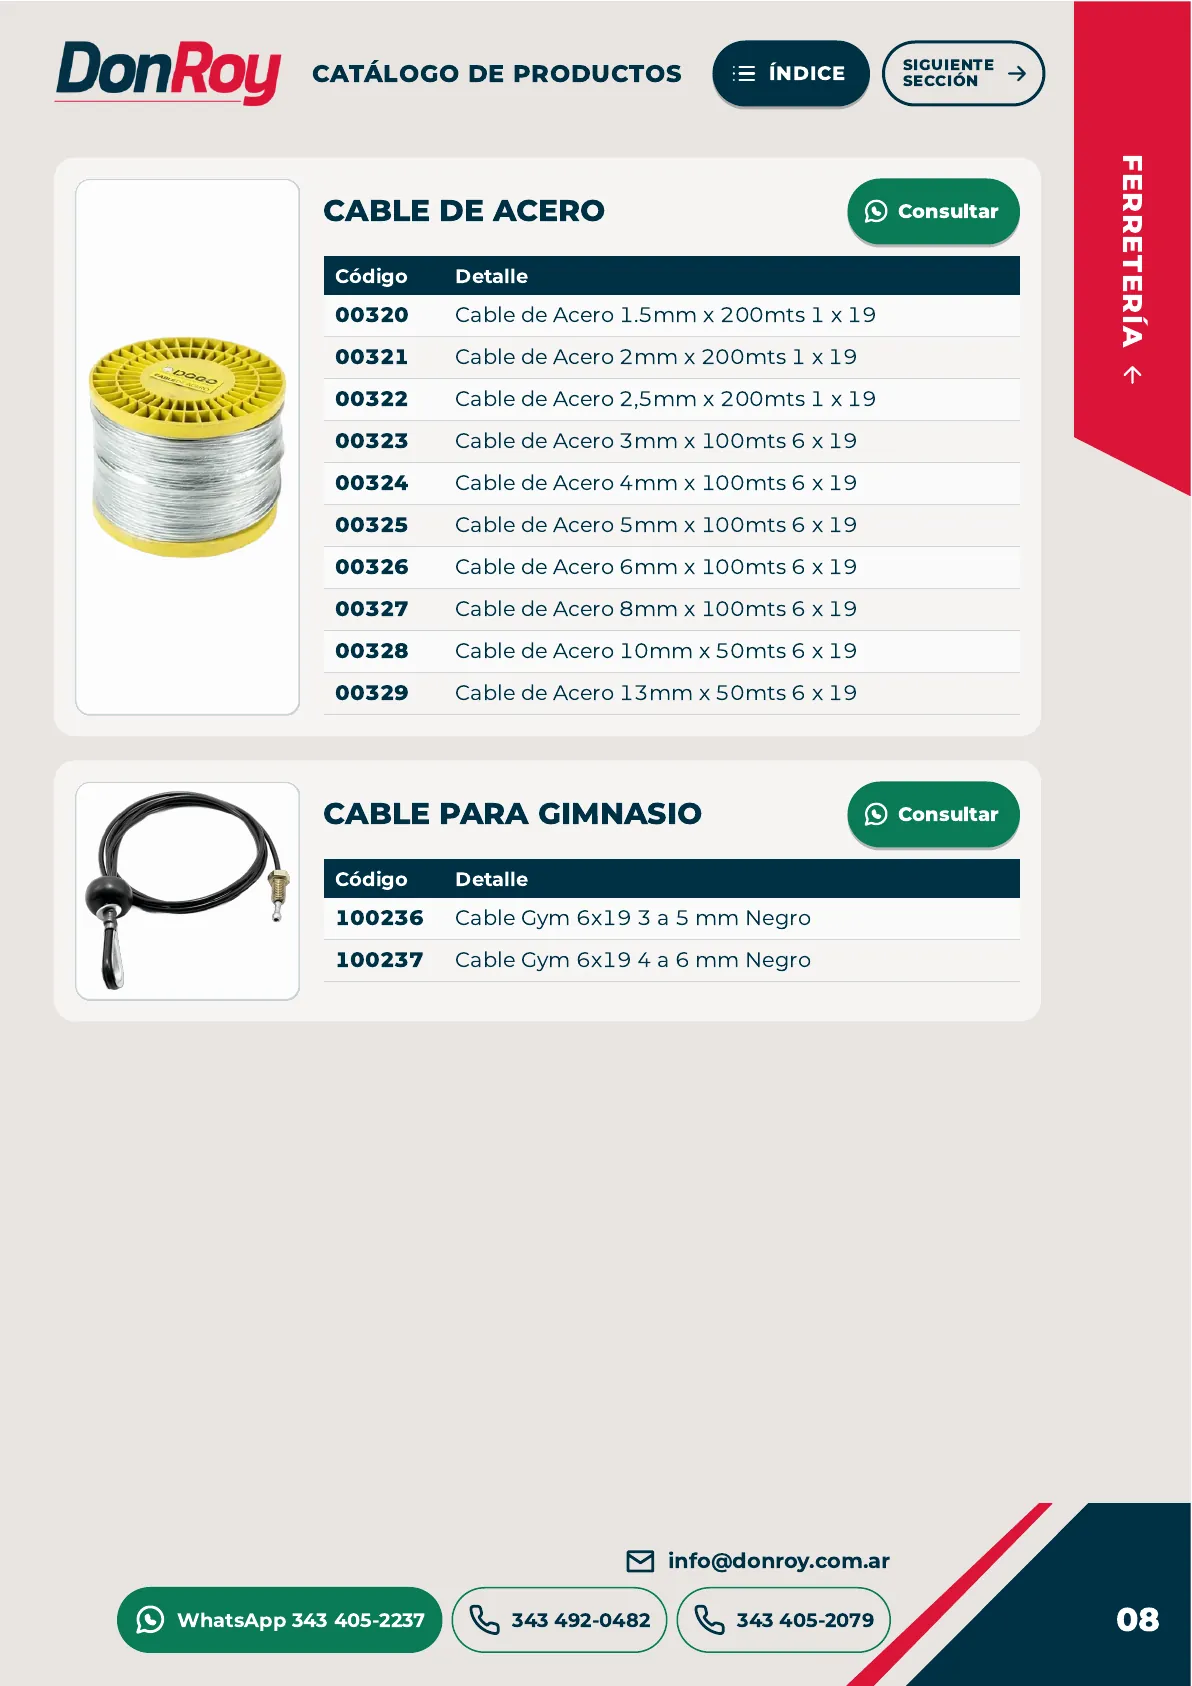 DonRoy
CATÁLOGO DE PRODUCTOS
ÍNDICE
SIGUIENTE
SECCIÓN
FERRETERÍA
CABLE DE ACERO
Consultar
DOGO
Código Detalle
00320 Cable de Acero 1.5mm x 200mts 1 x 19
00321 Cable de Acero 2mm x 200mts 1 x 19
00322 Cable de Acero 2,5mm x 200mts 1 x 19
00323 Cable de Acero 3mm x 100mts 6 x 19
00324 Cable de Acero 4mm x 100mts 6 x 19
00325 Cable de Acero 5mm x 100mts 6 x 19
00326 Cable de Acero 6mm x 100mts 6 x 19
00327 Cable de Acero 8mm x 100mts 6 x 19
00328 Cable de Acero 10mm x 50mts 6 x 19
00329 Cable de Acero 13mm x 50mts 6 x 19
CABLE PARA GIMNASIO
Consultar
Código Detalle
100236 Cable Gym 6x19 3 a 5 mm Negro
100237 Cable Gym 6x19 4 a 6 mm Negro
info@donroy.com.ar
WhatsApp 343 405-2237
343 492-0482
343 405-2079
08